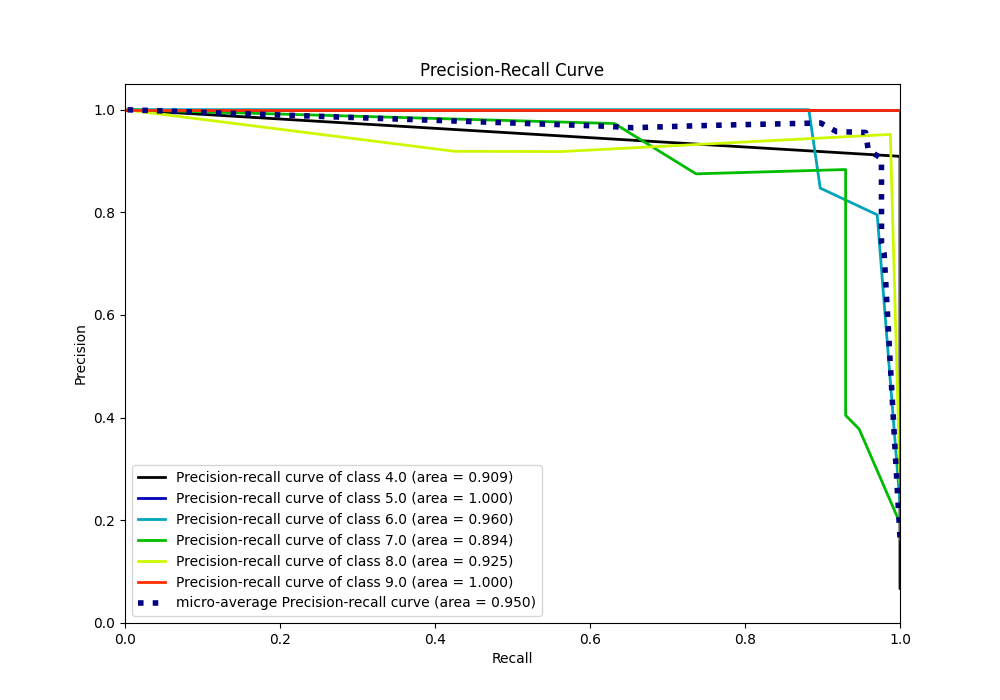 Precision-Recall Curve
1.0
0.8
0.6
0.4
0.2
0.0
Precision
Precision-recall curve of class 4.0 (area = 0.909)
Precision-recall curve of class 5.0 (area = 1.000)
Precision-recall curve of class 6.0 (area = 0.960)
Precision-recall curve of class 7.0 (area = 0.894)
Precision-recall curve of class 8.0 (area = 0.925)
Precision-recall curve of class 9.0 (area = 1.000)
micro-average Precision-recall curve (area = 0.950)
0.0 0.2 0.4 0.6 0.8 1.0
Recall